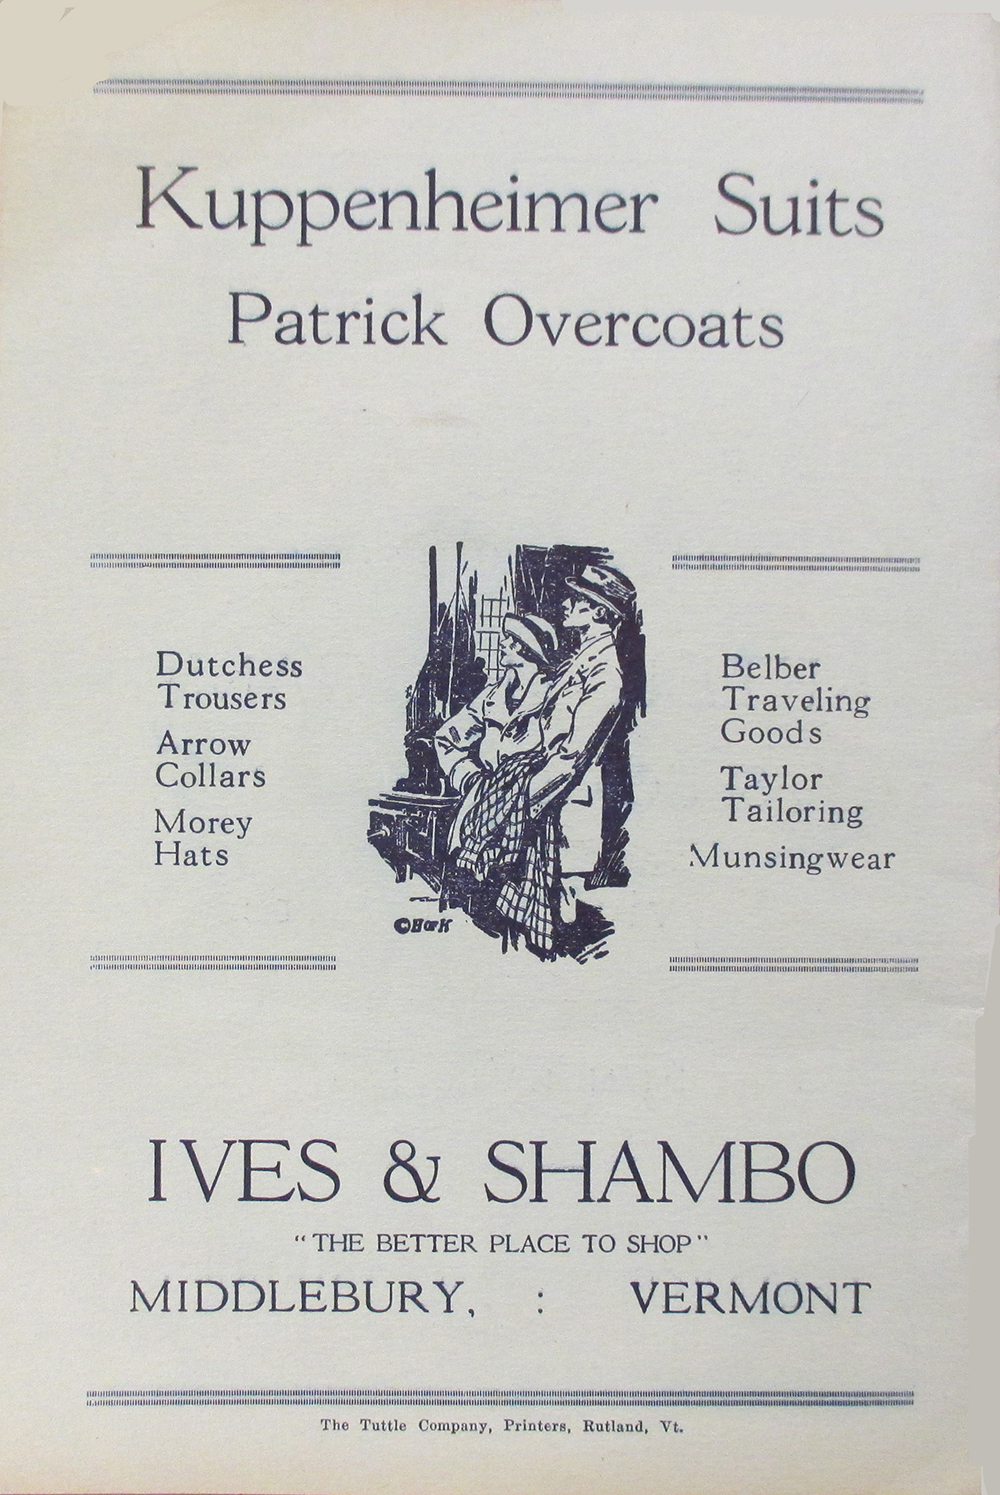 Kuppenheimer Suits
Patrick Overcoats
Dutchess
Trousers
Arrow
Collars
Morey
Hats
Belber
Traveling
Goods
Taylor
Tailoring
Munsingwear
©HofK
IVES & SHAMBO
"THE BETTER PLACE TO SHOP"
MIDDLEBURY, : VERMONT
The Tuttle Company, Printers, Rutland, Vt.